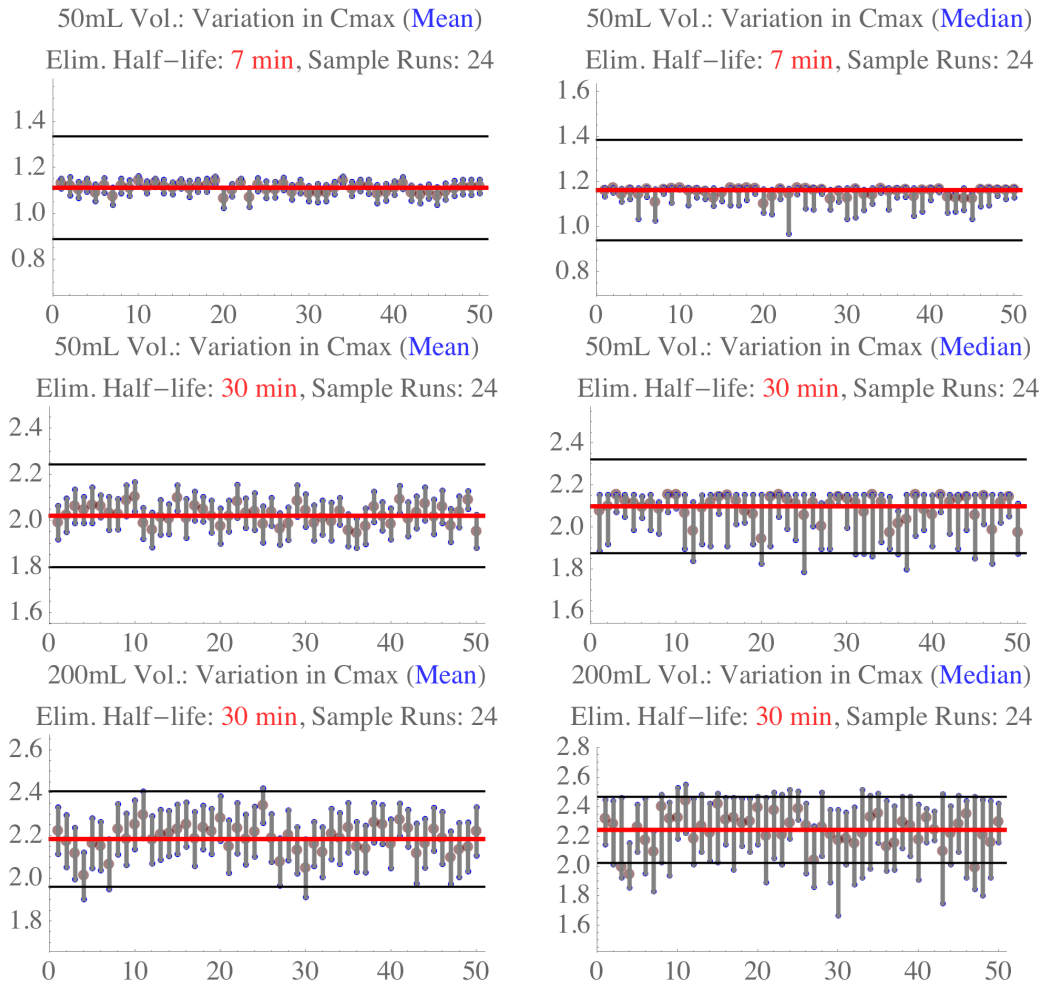 50mL Vol.: Variation in Cmax (Mean)
Elim. Half−life: 7 min, Sample Runs: 24
1.4
1.2
1.0
0.8
0 10 20 30 40 50
50mL Vol.: Variation in Cmax (Median)
Elim. Half−life: 7 min, Sample Runs: 24
1.6
1.4
1.2
1.0
0.8
0 10 20 30 40 50
50mL Vol.: Variation in Cmax (Mean)
Elim. Half−life: 30 min, Sample Runs: 24
2.4
2.2
2.0
1.8
1.6
0 10 20 30 40 50
50mL Vol.: Variation in Cmax (Median)
Elim. Half−life: 30 min, Sample Runs: 24
2.4
2.2
2.0
1.8
1.6
0 10 20 30 40 50
200mL Vol.: Variation in Cmax (Mean)
Elim. Half−life: 30 min, Sample Runs: 24
2.6
2.4
2.2
2.0
1.8
0 10 20 30 40 50
200mL Vol.: Variation in Cmax (Median)
Elim. Half−life: 30 min, Sample Runs: 24
2.8
2.6
2.4
2.2
2.0
1.8
1.6
0 10 20 30 40 50